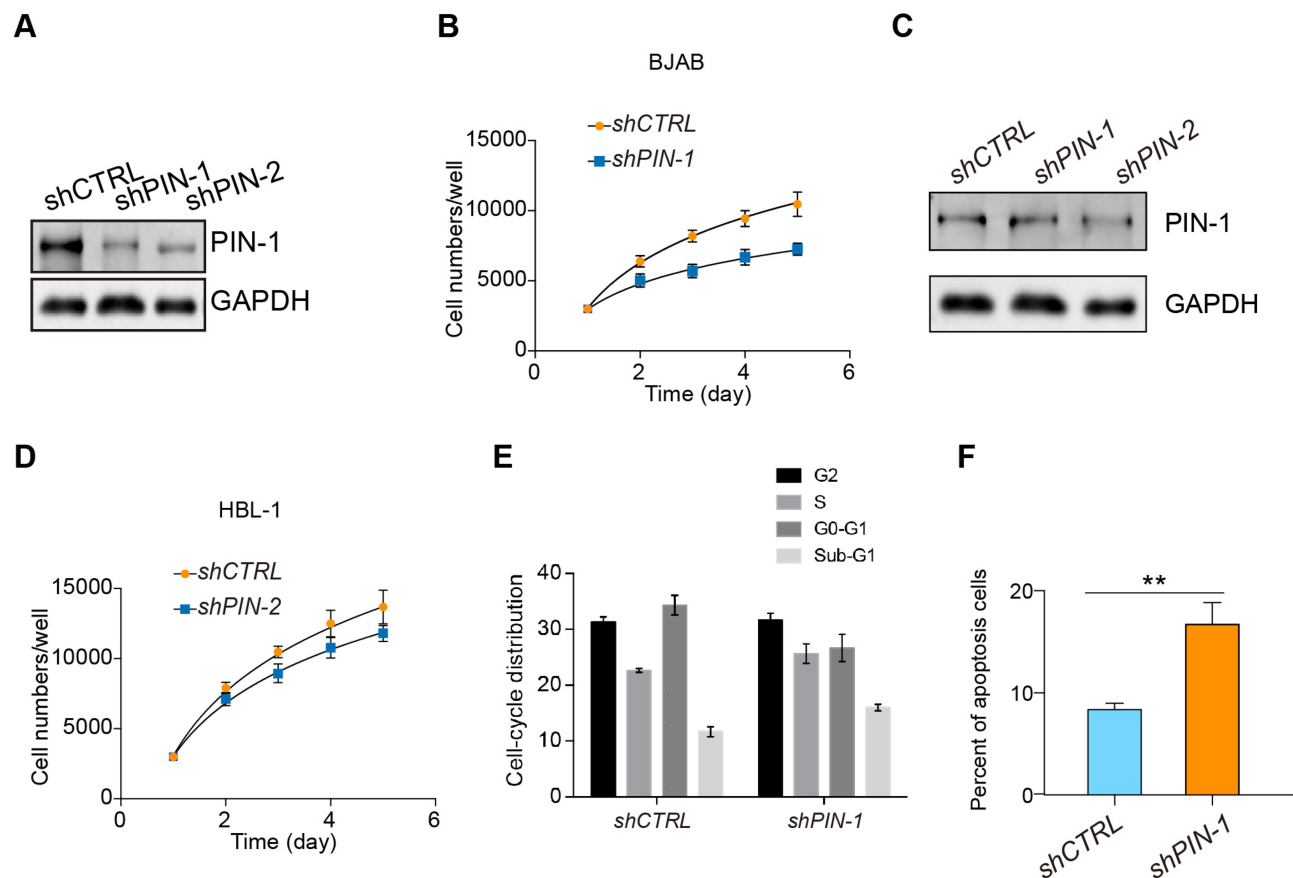 A
shCTRL
shPIN-1
shPIN-2
PIN-1
GAPDH
B
BJAB
shCTRL
shPIN-1
15000
10000
5000
0
0 2 4 6
Cell numbers/well
Time (day)
C
shCTRL
shPIN-1
shPIN-2
PIN-1
GAPDH
D
HBL-1
shCTRL
shPIN-2
15000
10000
5000
0
0 2 4 6
Cell numbers/well
Time (day)
E
G2
S
G0-G1
Sub-G1
40
30
20
10
0
Cell-cycle distribution
shCTRL shPIN-1
F
**
20
10
0
Percent of apoptosis cells
shCTRL
shPIN-1